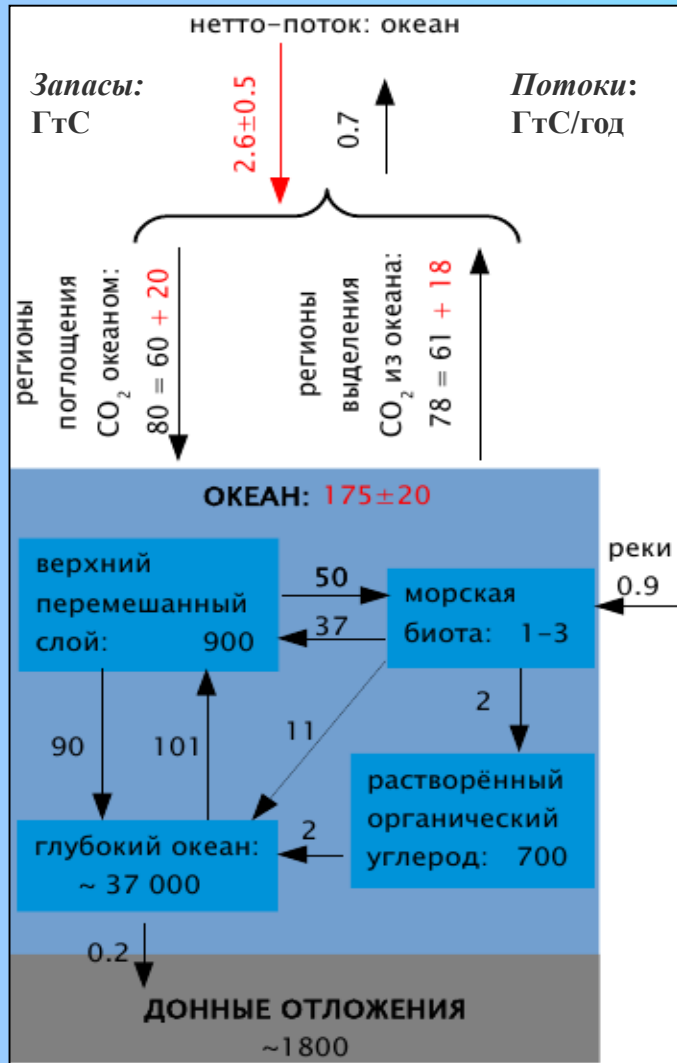 нетто-поток: океан
Запасы:
ГтС
Потоки:
ГтС/год
2.6±0.5
0.7
регионы
поглощения
CO2 океаном:
80 = 60 + 20
регионы
выделения
CO2 из океана:
78 = 61 + 18
ОКЕАН: 175±20
верхний
перемешанный
слой: 900
50
37
морская
биота: 1-3
реки
0.9
90
101
11
2
растворённый
органический
углерод: 700
2
глубокий океан:
~ 37 000
0.2
ДОННЫЕ ОТЛОЖЕНИЯ
~1800